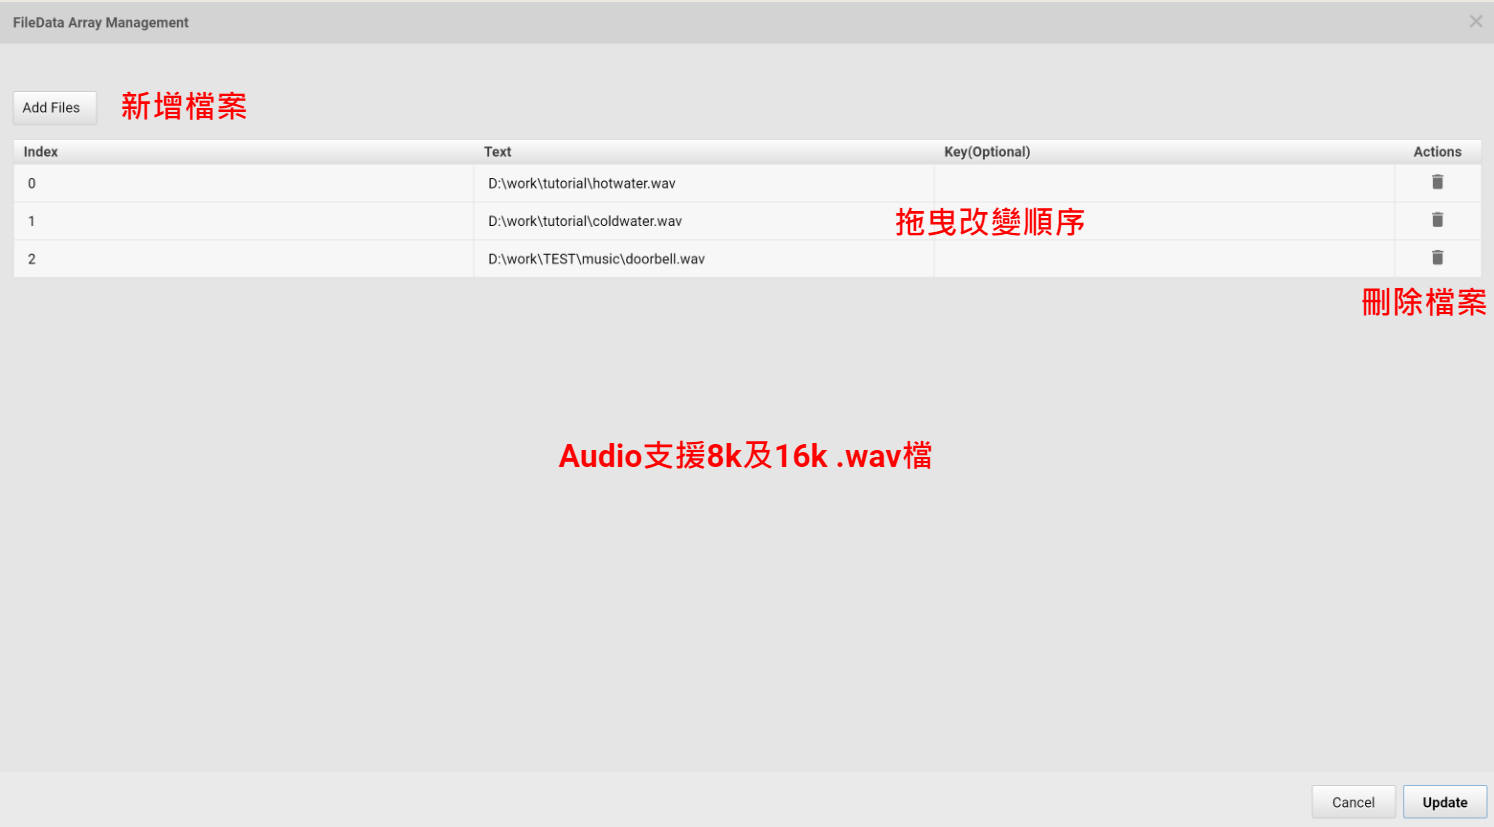 FileData Array Management
Add Files 新增檔案
Index Text Key(Optional) Actions
0 D:\work\tutorial\hotwater.wav
1 D:\work\tutorial\coldwater.wav 拖曳改變順序
2 D:\work\TEST\music\doorbell.wav
刪除檔案
Audio支援8k及16k .wav檔
Cancel Update